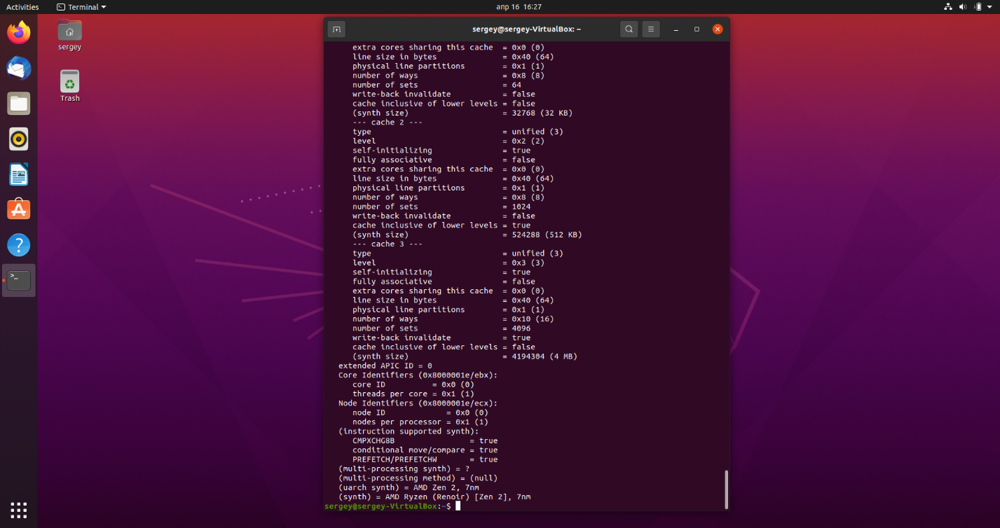 Activities
Terminal
апр 16 16:27
sergey
Trash
sergey@sergey-VirtualBox: ~
extra cores sharing this cache = 0x0 (0)
line size in bytes = 0x40 (64)
physical line partitions = 0x1 (1)
number of ways = 0x8 (8)
number of sets = 64
write-back invalidate = false
cache inclusive of lower levels = false
(synth size) = 32768 (32 KB)
--- cache 2 ---
type = unified (3)
level = 0x2 (2)
self-initializing = true
fully associative = false
extra cores sharing this cache = 0x0 (0)
line size in bytes = 0x40 (64)
physical line partitions = 0x1 (1)
number of ways = 0x8 (8)
number of sets = 1024
write-back invalidate = false
cache inclusive of lower levels = true
(synth size) = 524288 (512 KB)
--- cache 3 ---
type = unified (3)
level = 0x3 (3)
self-initializing = true
fully associative = false
extra cores sharing this cache = 0x0 (0)
line size in bytes = 0x40 (64)
physical line partitions = 0x1 (1)
number of ways = 0x10 (16)
number of sets = 4096
write-back invalidate = true
cache inclusive of lower levels = false
(synth size) = 4194304 (4 MB)
extended APIC ID = 0
Core Identifiers (0x8000001e/ebx):
core ID = 0x0 (0)
threads per core = 0x1 (1)
Node Identifiers (0x8000001e/ecx):
node ID = 0x0 (0)
nodes per processor = 0x1 (1)
(instruction supported synth):
CMPXCHG8B = true
conditional move/compare = true
PREFETCH/PREFETCHW = true
(multi-processing synth) = ?
(multi-processing method) = (null)
(uarch synth) = AMD Zen 2, 7nm
(synth) = AMD Ryzen (Renoir) [Zen 2], 7nm
sergey@sergey-VirtualBox:~$